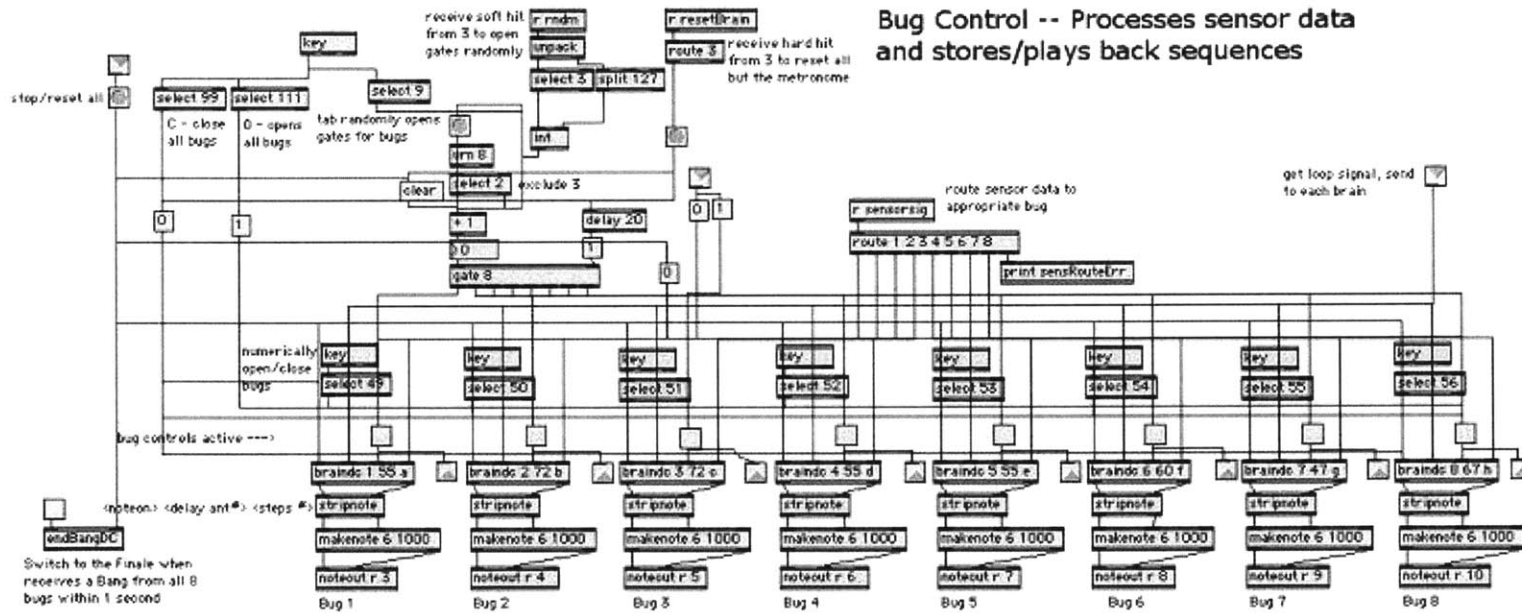 Bug Control -- Processes sensor data
and stores/plays back sequences
receive soft hit
from 3 to open
gates randomly
r rndm
unpack
select 3
split 127
int
r resetBrain
route 3
receive hard hit
from 3 to reset all
but the metronome
key
stop/reset all
select 99
select 111
select 9
C - close
all bugs
O - opens
all bugs
tab randomly opens
gates for bugs
urn 8
select 2
exclude 3
clear
0
1
+ 1
0
delay 20
1
gate 8
0
0
1
r sensorsig
route sensor data to
appropriate bug
route 1 2 3 4 5 6 7 8
print sensRouteErr
get loop signal, send
to each brain
numerically
open/close
bugs
key
key
key
key
key
key
key
key
select 49
select 50
select 51
select 52
select 53
select 54
select 55
select 56
bug controls active --->
braindc 1 55 a
braindc 2 72 b
braindc 3 72 c
braindc 4 55 d
braindc 5 55 e
braindc 6 60 f
braindc 7 47 g
braindc 8 67 h
<noteon> <delay amt#> <steps #>
stripnote
stripnote
stripnote
stripnote
stripnote
stripnote
stripnote
stripnote
endBangDC
makenote 6 1000
makenote 6 1000
makenote 6 1000
makenote 6 1000
makenote 6 1000
makenote 6 1000
makenote 6 1000
makenote 6 1000
Switch to the Finale when
receives a Bang from all 8
bugs within 1 second
noteout r 3
noteout r 4
noteout r 5
noteout r 6
noteout r 7
noteout r 8
noteout r 9
noteout r 10
Bug 1
Bug 2
Bug 3
Bug 4
Bug 5
Bug 6
Bug 7
Bug 8